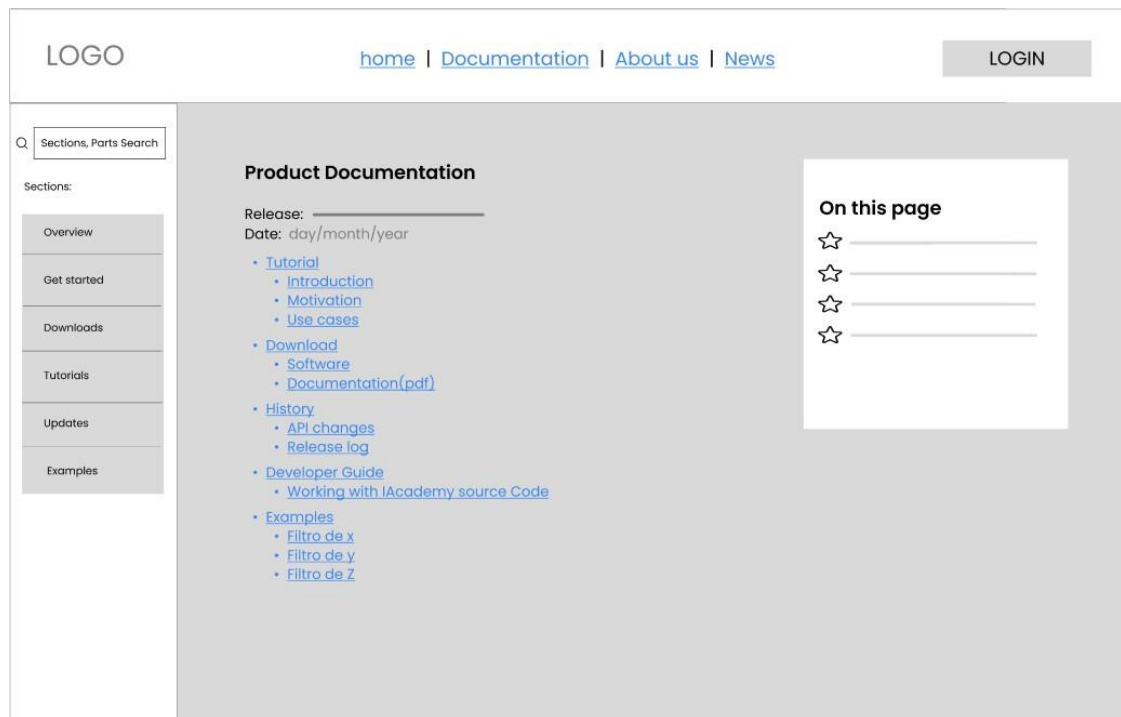 LOGO
home | Documentation | About us | News
LOGIN
Sections, Parts Search
Sections:
Overview
Get started
Downloads
Tutorials
Updates
Examples
Product Documentation
Release:
Date: day/month/year
• Tutorial
• Introduction
• Motivation
• Use cases
• Download
• Software
• Documentation(pdf)
• History
• API changes
• Release log
• Developer Guide
• Working with IAcademy source Code
• Examples
• Filtro de x
• Filtro de y
• Filtro de Z
On this page